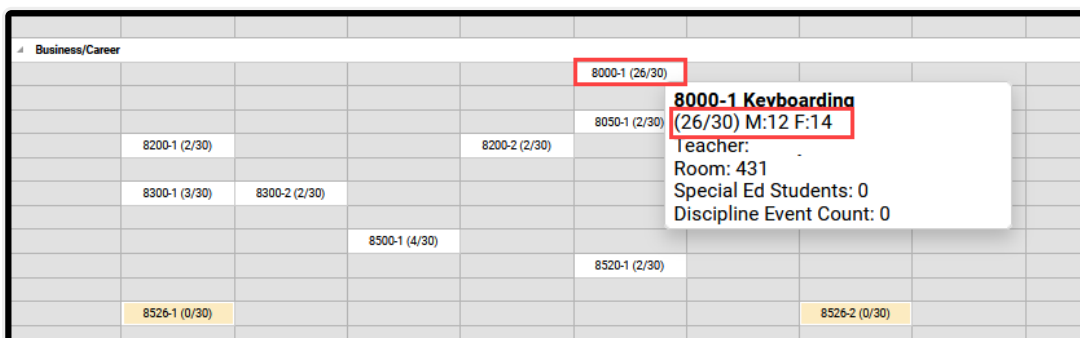 Business/Career
8000-1 (26/30)
8000-1 Keyboarding
(26/30) M:12 F:14
Teacher:
Room: 431
Special Ed Students: 0
Discipline Event Count: 0
8050-1 (2/30)
8200-1 (2/30) 8200-2 (2/30)
8300-1 (3/30) 8300-2 (2/30)
8500-1 (4/30)
8520-1 (2/30)
8526-1 (0/30) 8526-2 (0/30)